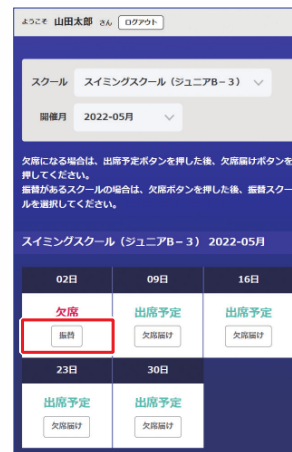 ようこそ 山田太郎 さん ログアウト
スクール スイミングスクール（ジュニアB－3）
開催月 2022-05月
欠席になる場合は、出席予定ボタンを押した後、欠席届けボタンを
押してください。
振替があるスクールの場合は、欠席ボタンを押した後、振替スクー
ルを選択してください。
スイミングスクール（ジュニアB－3） 2022-05月
02日 09日 16日
欠席 出席予定 出席予定
振替 欠席届け 欠席届け
23日 30日
出席予定 出席予定
欠席届け 欠席届け